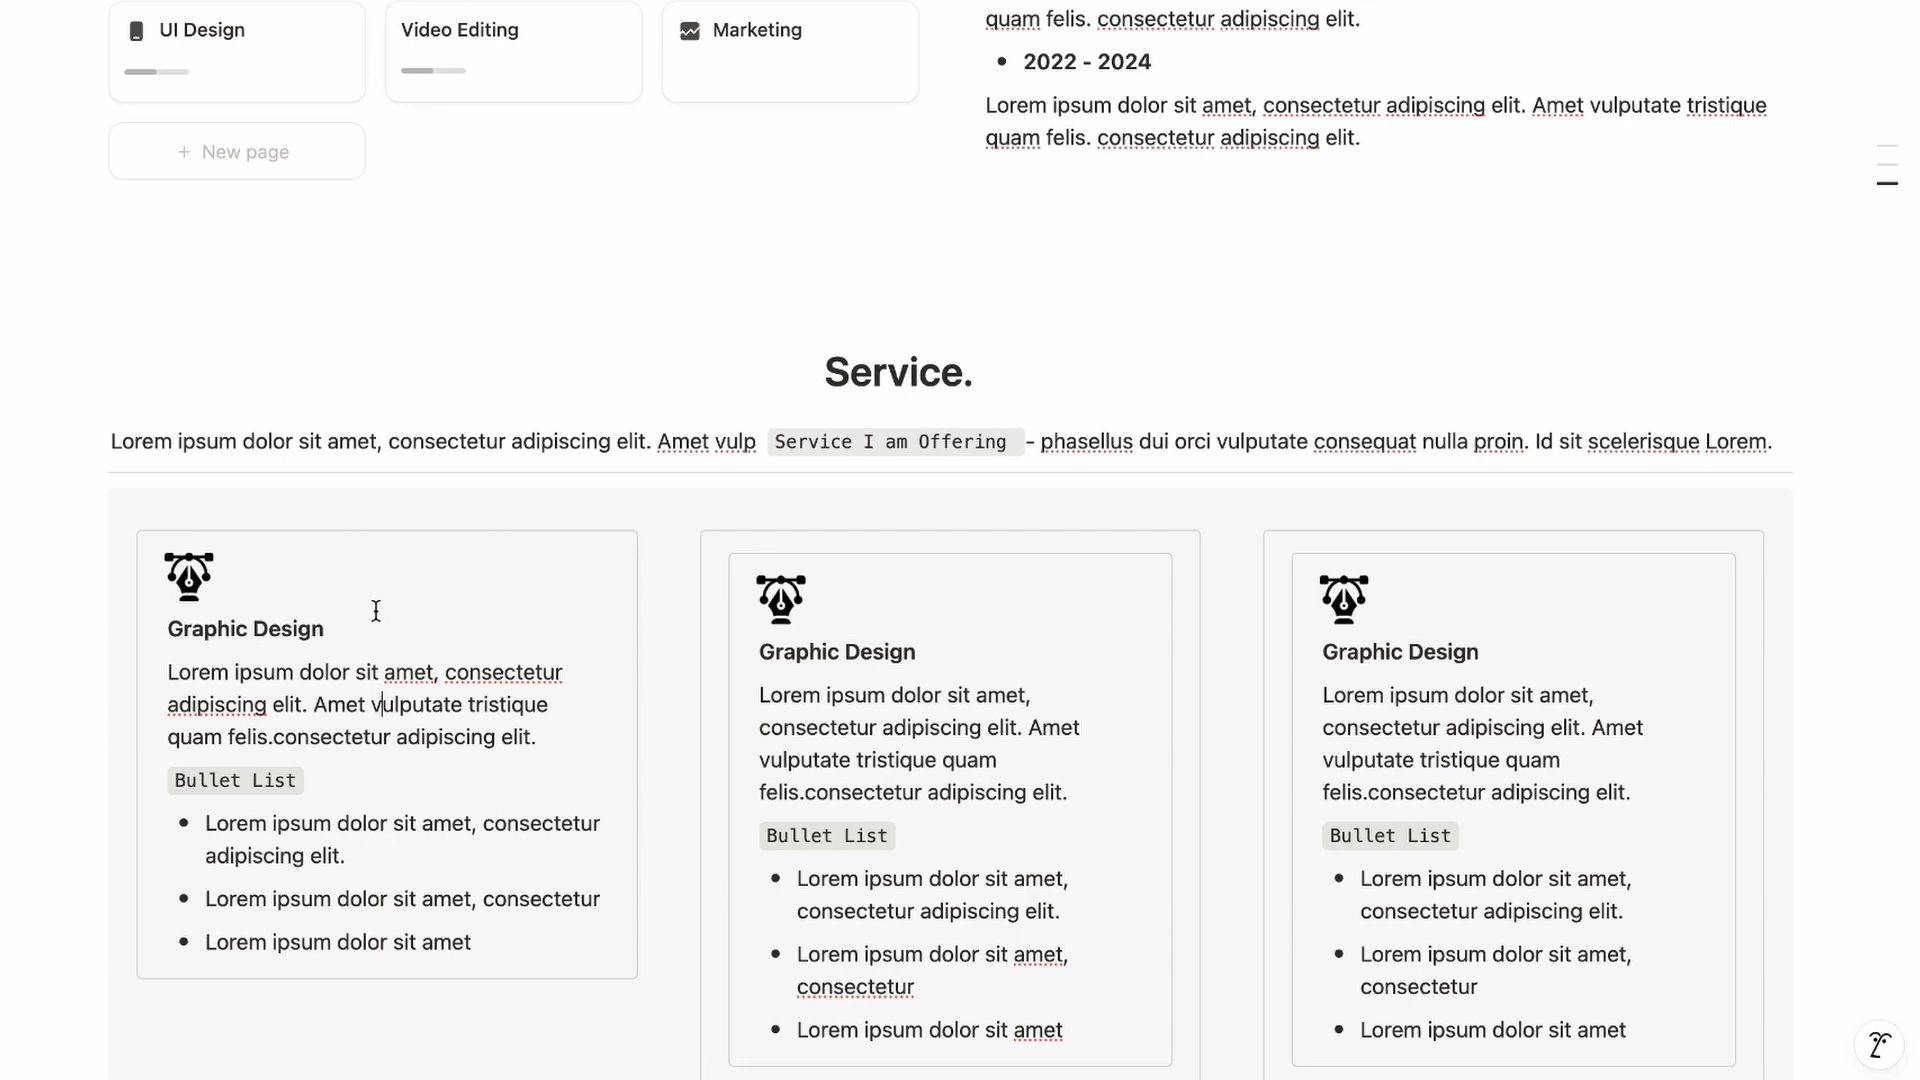 UI Design
Video Editing
Marketing
+ New page
quam felis. consectetur adipiscing elit.
• 2022 - 2024
Lorem ipsum dolor sit amet, consectetur adipiscing elit. Amet vulputate tristique
quam felis. consectetur adipiscing elit.
Service.
Lorem ipsum dolor sit amet, consectetur adipiscing elit. Amet vulp Service I am Offering - phasellus dui orci vulputate consequat nulla proin. Id sit scelerisque Lorem.
Graphic Design
Lorem ipsum dolor sit amet, consectetur
adipiscing elit. Amet vulputate tristique
quam felis.consectetur adipiscing elit.
Bullet List
• Lorem ipsum dolor sit amet, consectetur
adipiscing elit.
• Lorem ipsum dolor sit amet, consectetur
• Lorem ipsum dolor sit amet
Graphic Design
Lorem ipsum dolor sit amet,
consectetur adipiscing elit. Amet
vulputate tristique quam
felis.consectetur adipiscing elit.
Bullet List
• Lorem ipsum dolor sit amet,
consectetur adipiscing elit.
• Lorem ipsum dolor sit amet,
consectetur
• Lorem ipsum dolor sit amet
Graphic Design
Lorem ipsum dolor sit amet,
consectetur adipiscing elit. Amet
vulputate tristique quam
felis.consectetur adipiscing elit.
Bullet List
• Lorem ipsum dolor sit amet,
consectetur adipiscing elit.
• Lorem ipsum dolor sit amet,
consectetur
• Lorem ipsum dolor sit amet